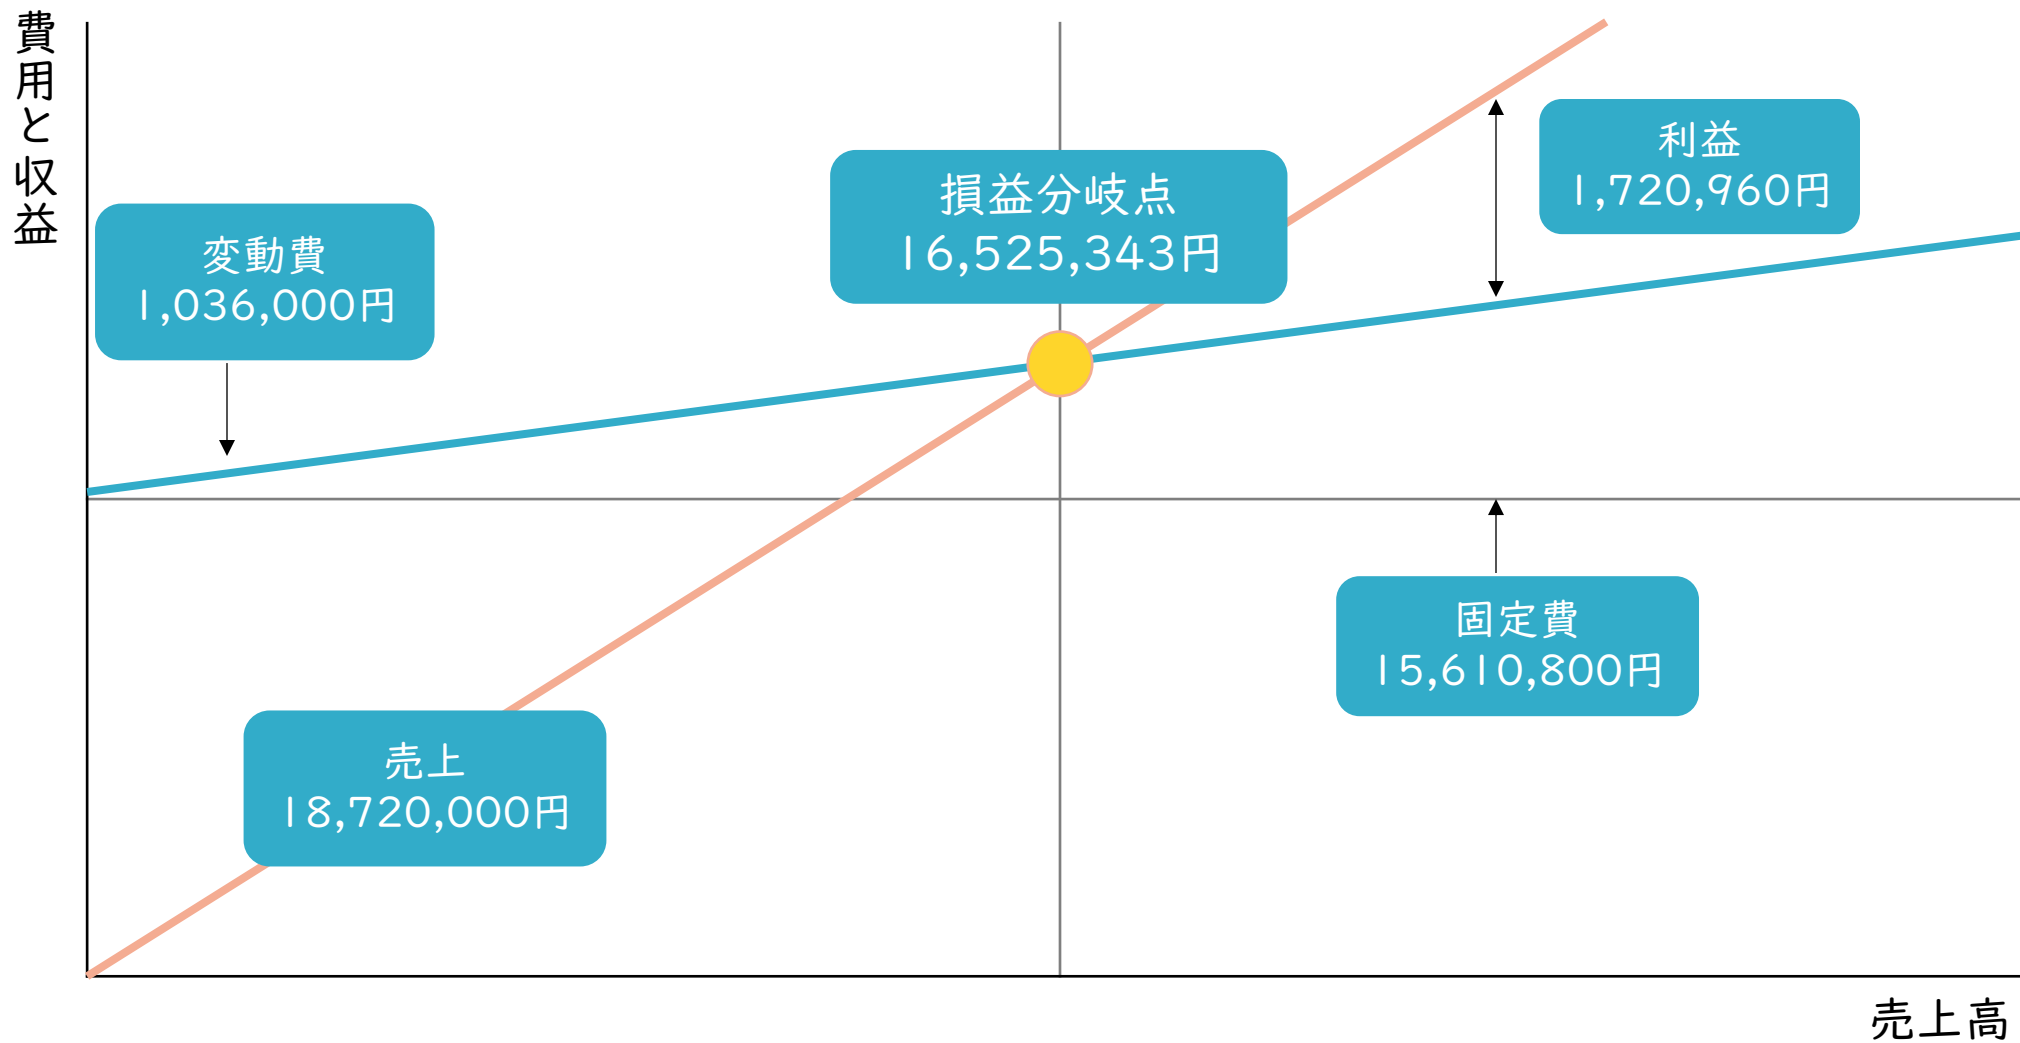 費用と収益
変動費
1,036,000円
損益分岐点
16,525,343円
利益
1,720,960円
固定費
15,610,800円
売上
18,720,000円
売上高